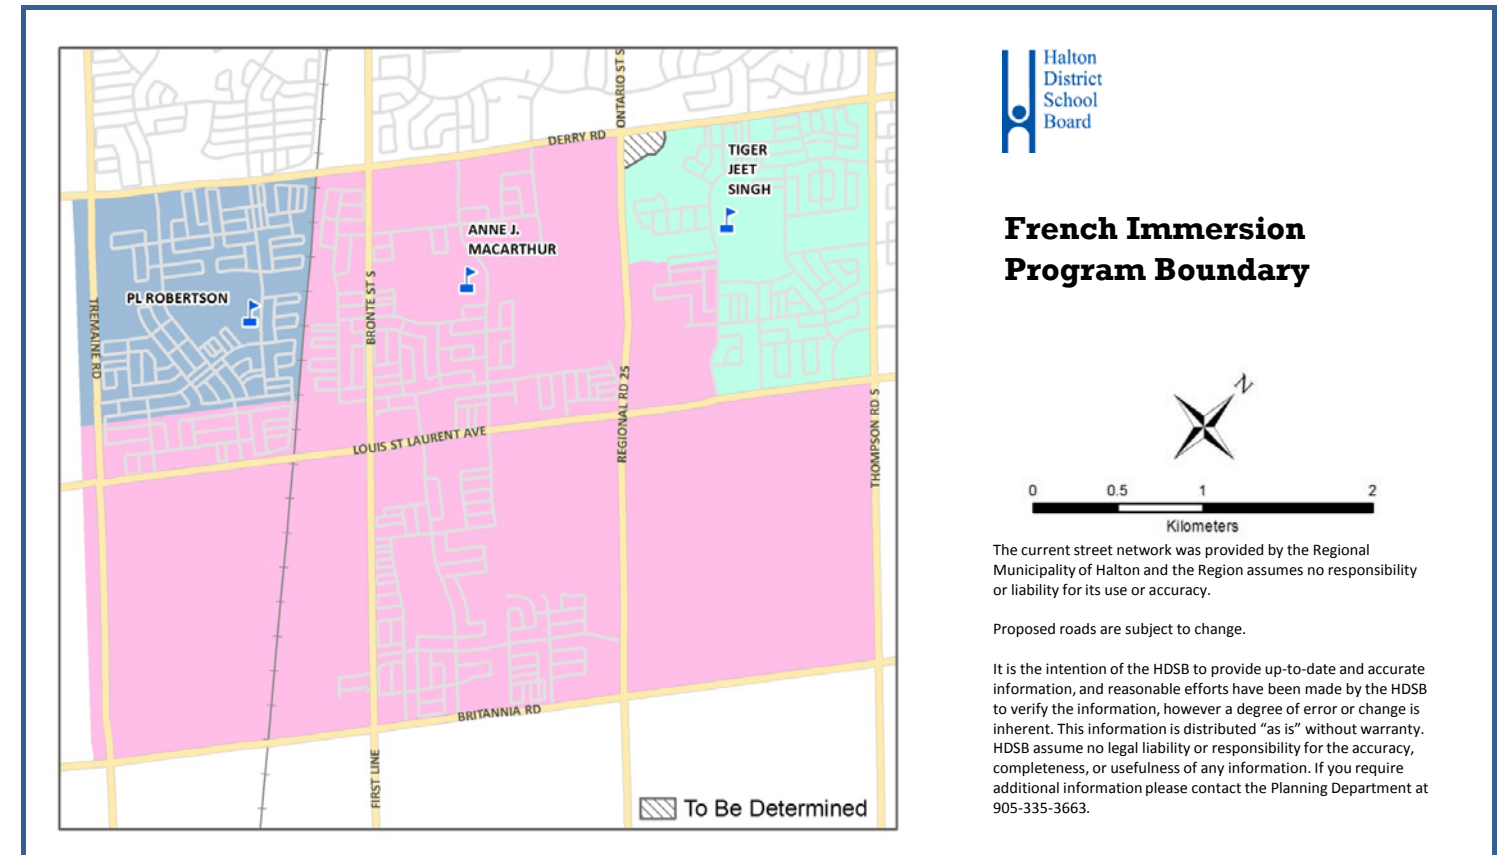 Halton
District
School
Board
French Immersion
Program Boundary
ONTARIO ST S
DERRY RD
TIGER
JEET
SINGH
ANNE J.
MACARTHUR
PL ROBERTSON
TREMAINE RD
BRONTE ST S
REGIONAL RD 25
THOMPSON RD S
LOUIS ST LAURENT AVE
BRITANNIA RD
FIRST LINE
To Be Determined
N
0 0.5 1 2
Kilometers
The current street network was provided by the Regional
Municipality of Halton and the Region assumes no responsibility
or liability for its use or accuracy.
Proposed roads are subject to change.
It is the intention of the HDSB to provide up-to-date and accurate
information, and reasonable efforts have been made by the HDSB
to verify the information, however a degree of error or change is
inherent. This information is distributed “as is” without warranty.
HDSB assume no legal liability or responsibility for the accuracy,
completeness, or usefulness of any information. If you require
additional information please contact the Planning Department at
905-335-3663.